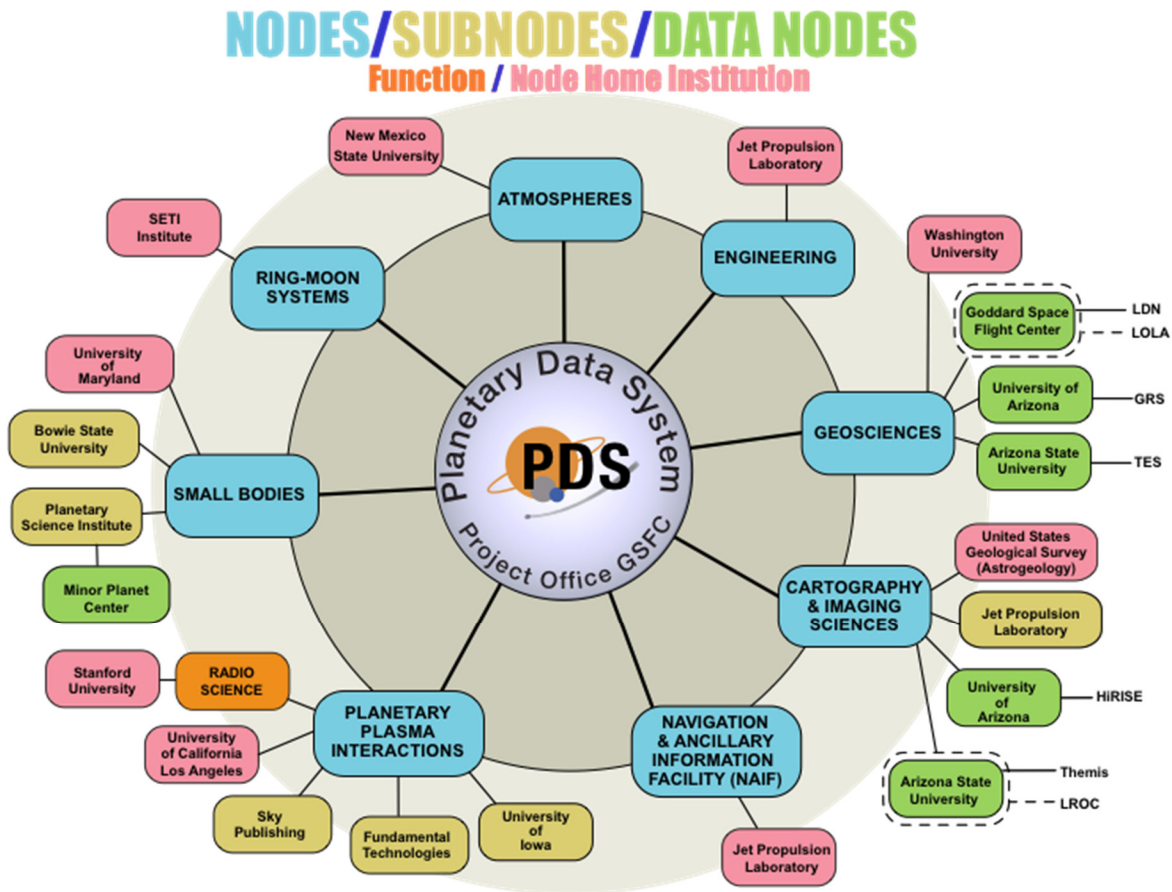 NODES/SUBNODES/DATA NODES
Function / Node Home Institution
New Mexico
State University
ATMOSPHERES
Jet Propulsion
Laboratory
ENGINEERING
SETI
Institute
RING-MOON
SYSTEMS
Washington
University
Goddard Space
Flight Center
LDN
LOLA
University of
Arizona
GRS
Arizona State
University
TES
GEOSCIENCES
University
of
Maryland
Bowie State
University
SMALL BODIES
Planetary
Science Institute
Minor Planet
Center
Planetary Data System
PDS
Project Office GSFC
United States
Geological Survey
(Astrogeology)
CARTOGRAPHY
& IMAGING
SCIENCES
Jet Propulsion
Laboratory
University
of
Arizona
HiRISE
Arizona State
University
Themis
LROC
Stanford
University
RADIO
SCIENCE
PLANETARY
PLASMA
INTERACTIONS
University
of California
Los Angeles
Sky
Publishing
Fundamental
Technologies
University
of
Iowa
NAVIGATION
& ANCILLARY
INFORMATION
FACILITY (NAIF)
Jet Propulsion
Laboratory